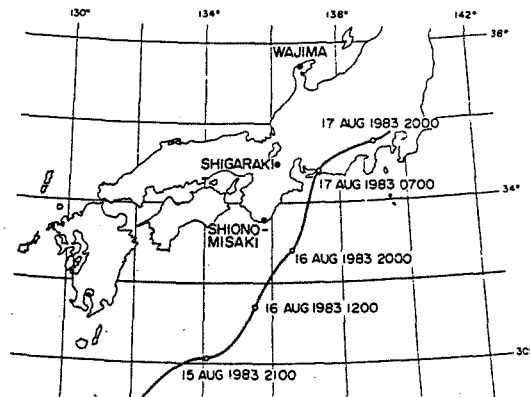 130° 134° 138° 142°
36°
WAJIMA
17 AUG 1983 2000
SHIGARAKI
17 AUG 1983 0700
34°
SHIONO-
MISAKI
16 AUG 1983 2000
16 AUG 1983 1200
30°
15 AUG 1983 2100